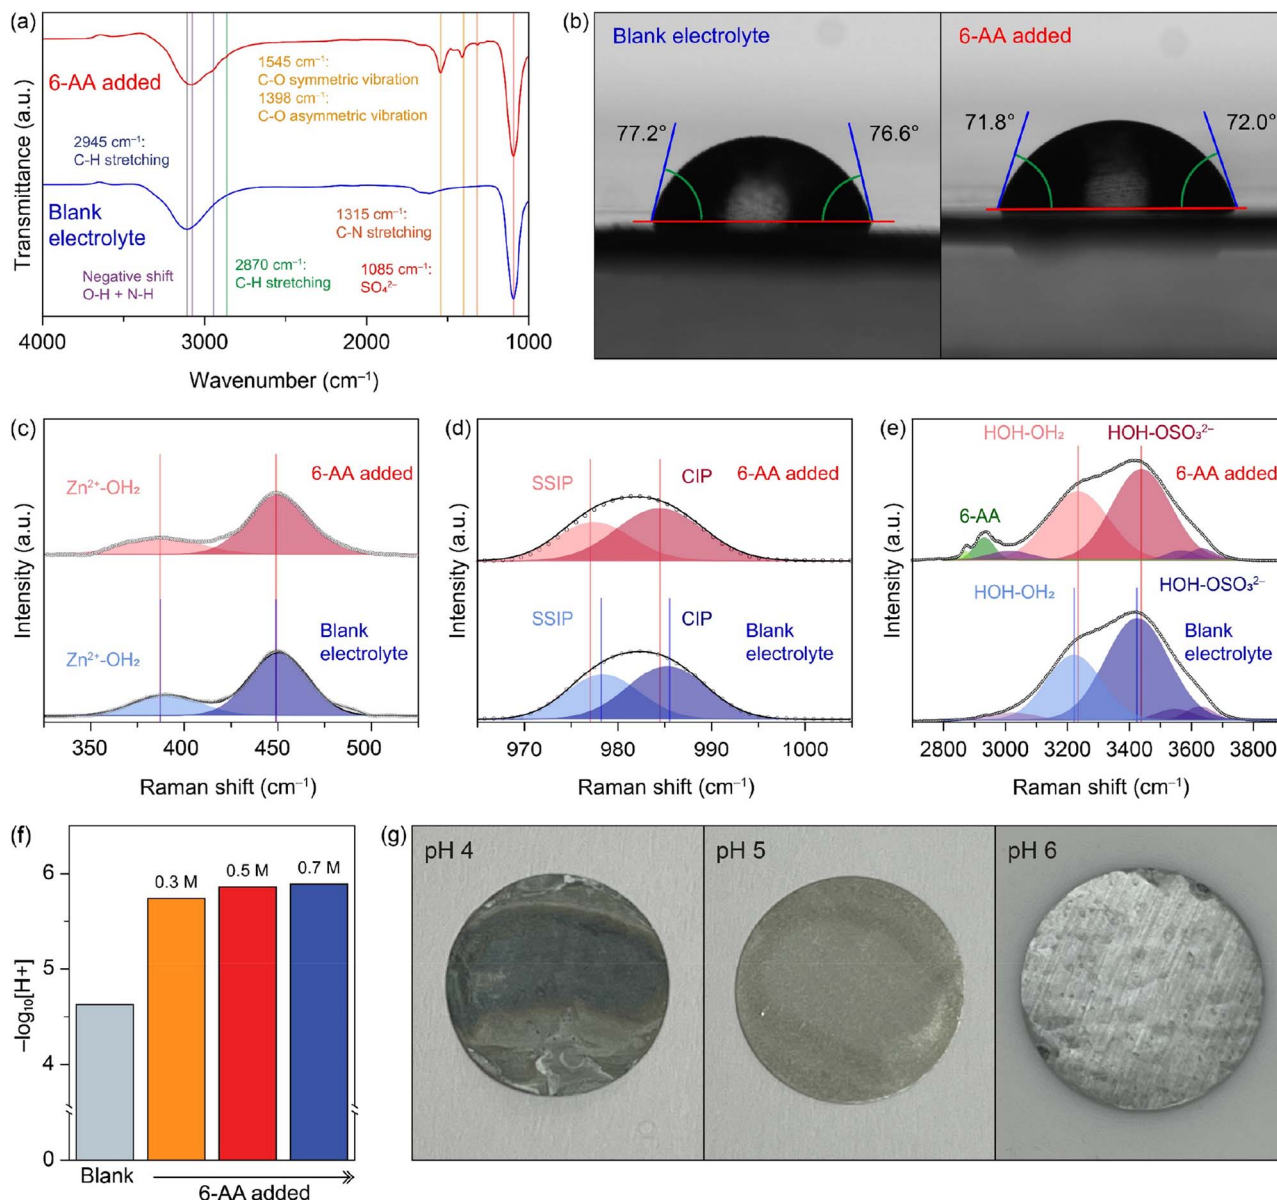 (a)
Transmittance (a.u.)
6-AA added
1545 cm⁻¹:
C-O symmetric vibration
1398 cm⁻¹:
C-O asymmetric vibration
2945 cm⁻¹:
C-H stretching
Blank
electrolyte
1315 cm⁻¹:
C-N stretching
Negative shift
O-H + N-H
2870 cm⁻¹:
C-H stretching
1085 cm⁻¹:
SO₄²⁻
4000 3000 2000 1000
Wavenumber (cm⁻¹)
(b)
Blank electrolyte
77.2°
76.6°
6-AA added
71.8°
72.0°
(c)
Intensity (a.u.)
Zn²⁺-OH₂
6-AA added
Zn²⁺-OH₂
Blank
electrolyte
350 400 450 500
Raman shift (cm⁻¹)
(d)
Intensity (a.u.)
SSIP
CIP
6-AA added
SSIP
CIP
Blank
electrolyte
970 980 990 1000
Raman shift (cm⁻¹)
(e)
Intensity (a.u.)
HOH-OH₂
HOH-OSO₃²⁻
6-AA added
6-AA
HOH-OH₂
HOH-OSO₃²⁻
Blank
electrolyte
2800 3000 3200 3400 3600 3800
Raman shift (cm⁻¹)
(f)
−log₁₀[H+]
6
5
4
0
0.3 M
0.5 M
0.7 M
Blank
6-AA added
(g)
pH 4
pH 5
pH 6